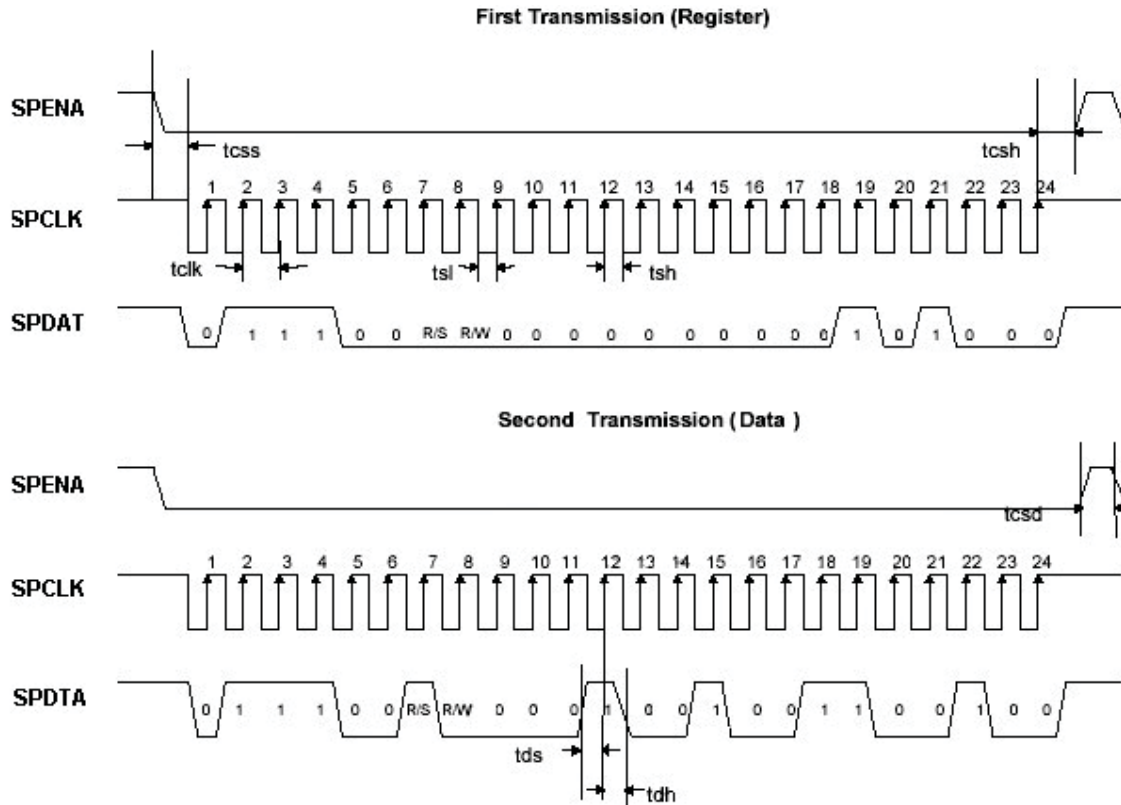 First Transmission (Register)
SPENA
tcss
tcsh
1 2 3 4 5 6 7 8 9 10 11 12 13 14 15 16 17 18 19 20 21 22 23 24
SPCLK
tclk
tsl
tsh
SPDAT
0 1 1 1 0 0 R/S R/W 0 0 0 0 0 0 0 0 0 0 1 0 1 0 0 0
Second Transmission (Data )
SPENA
tcsd
1 2 3 4 5 6 7 8 9 10 11 12 13 14 15 16 17 18 19 20 21 22 23 24
SPCLK
SPDTA
0 1 1 1 0 0 R/S R/W 0 0 0 1 0 0 1 0 0 1 1 0 0 1 0 0
tds
tdh